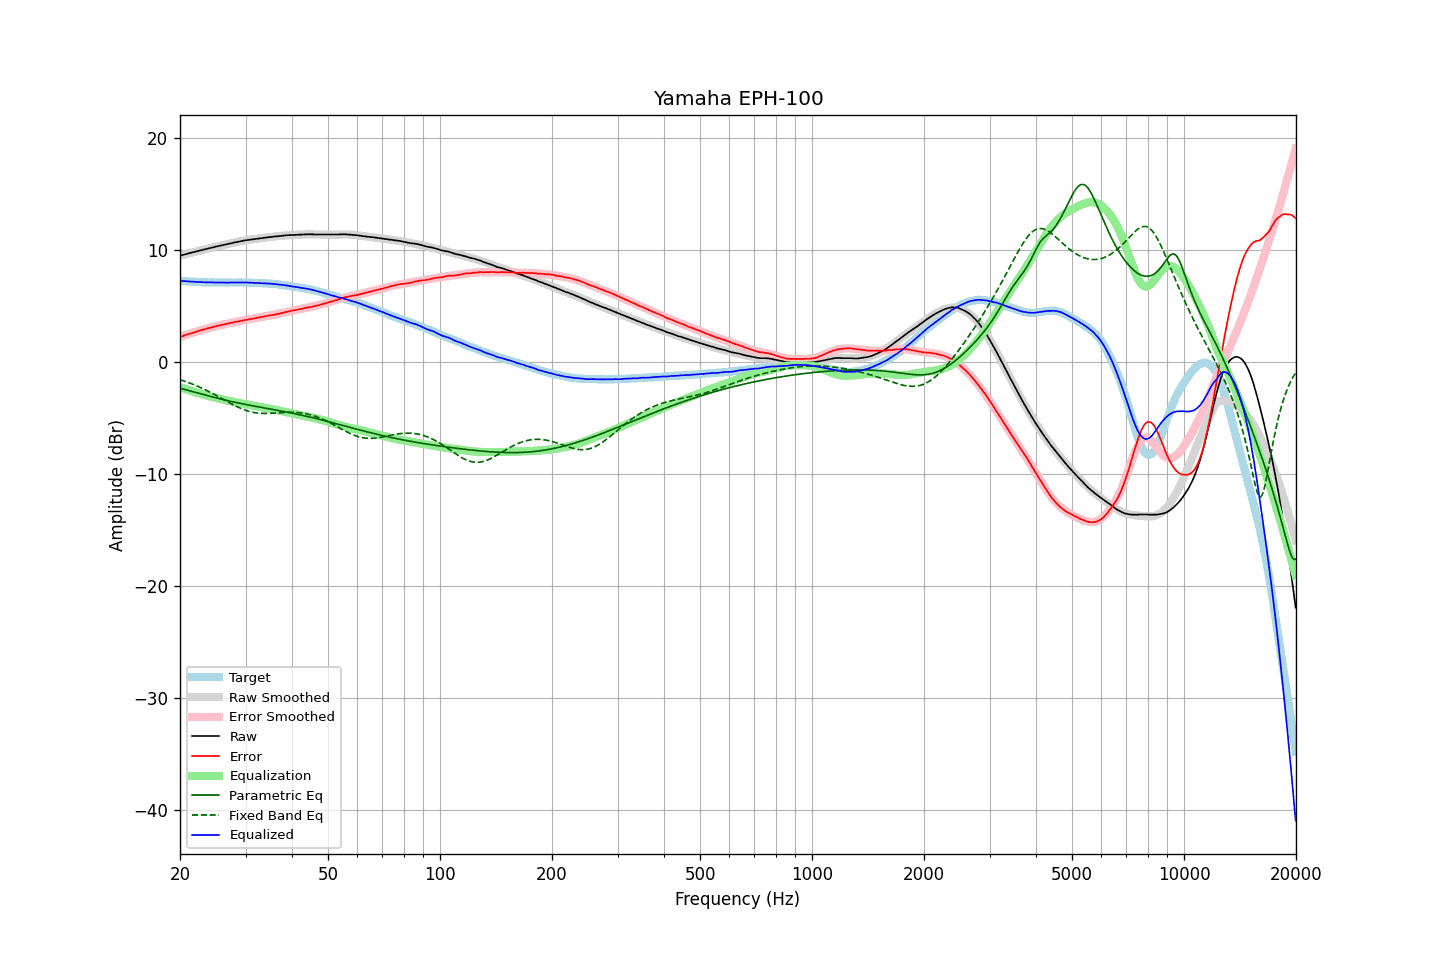 Yamaha EPH-100
Amplitude (dBr)
20
10
0
−10
−20
−30
−40
Target
Raw Smoothed
Error Smoothed
Raw
Error
Equalization
Parametric Eq
Fixed Band Eq
Equalized
20 50 100 200 500 1000 2000 5000 10000 20000
Frequency (Hz)